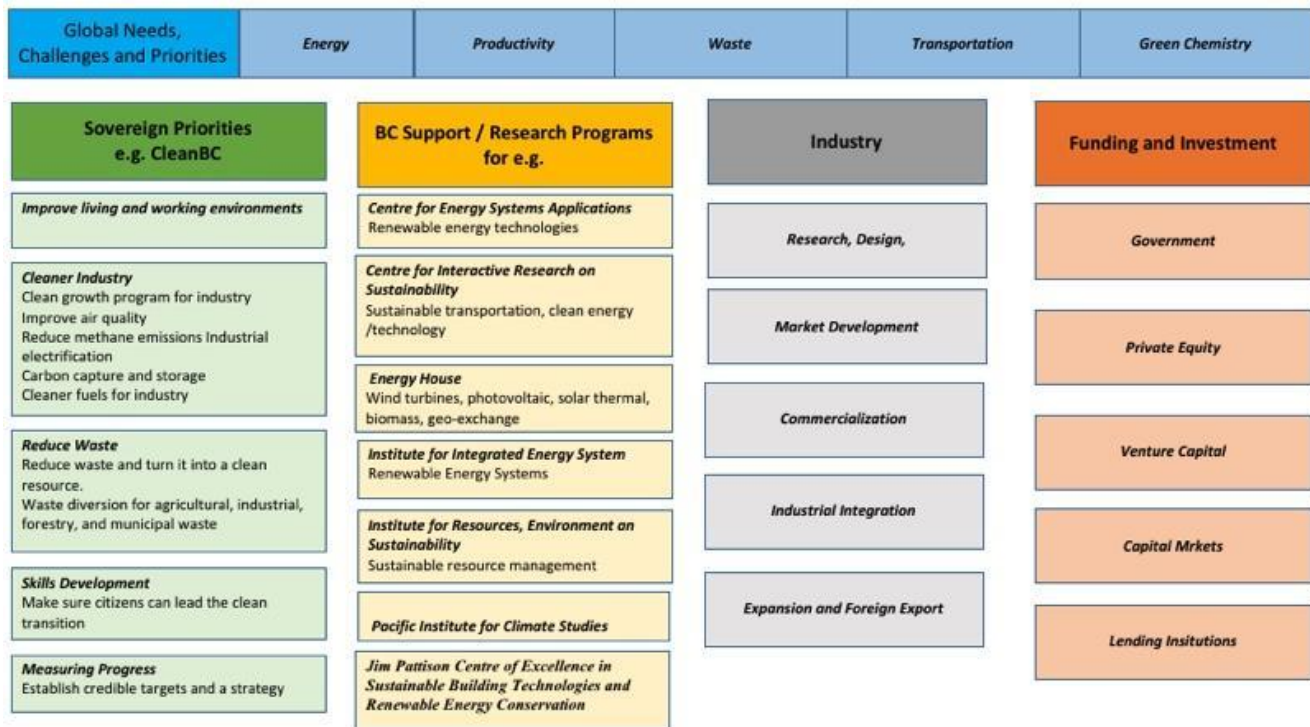 Global Needs,
Challenges and Priorities
Energy
Productivity
Waste
Transportation
Green Chemistry
Sovereign Priorities
e.g. CleanBC
Improve living and working environments
Cleaner Industry
Clean growth program for industry
Improve air quality
Reduce methane emissions Industrial
electrification
Carbon capture and storage
Cleaner fuels for industry
Reduce Waste
Reduce waste and turn it into a clean
resource.
Waste diversion for agricultural, industrial,
forestry, and municipal waste
Skills Development
Make sure citizens can lead the clean
transition
Measuring Progress
Establish credible targets and a strategy
BC Support / Research Programs
for e.g.
Centre for Energy Systems Applications
Renewable energy technologies
Centre for Interactive Research on
Sustainability
Sustainable transportation, clean energy
/technology
Energy House
Wind turbines, photovoltaic, solar thermal,
biomass, geo-exchange
Institute for Integrated Energy System
Renewable Energy Systems
Institute for Resources, Environment an
Sustainability
Sustainable resource management
Pacific Institute for Climate Studies
Jim Pattison Centre of Excellence in
Sustainable Building Technologies and
Renewable Energy Conservation
Industry
Research, Design,
Market Development
Commercialization
Industrial Integration
Expansion and Foreign Export
Funding and Investment
Government
Private Equity
Venture Capital
Capital Mrkets
Lending Insitutions